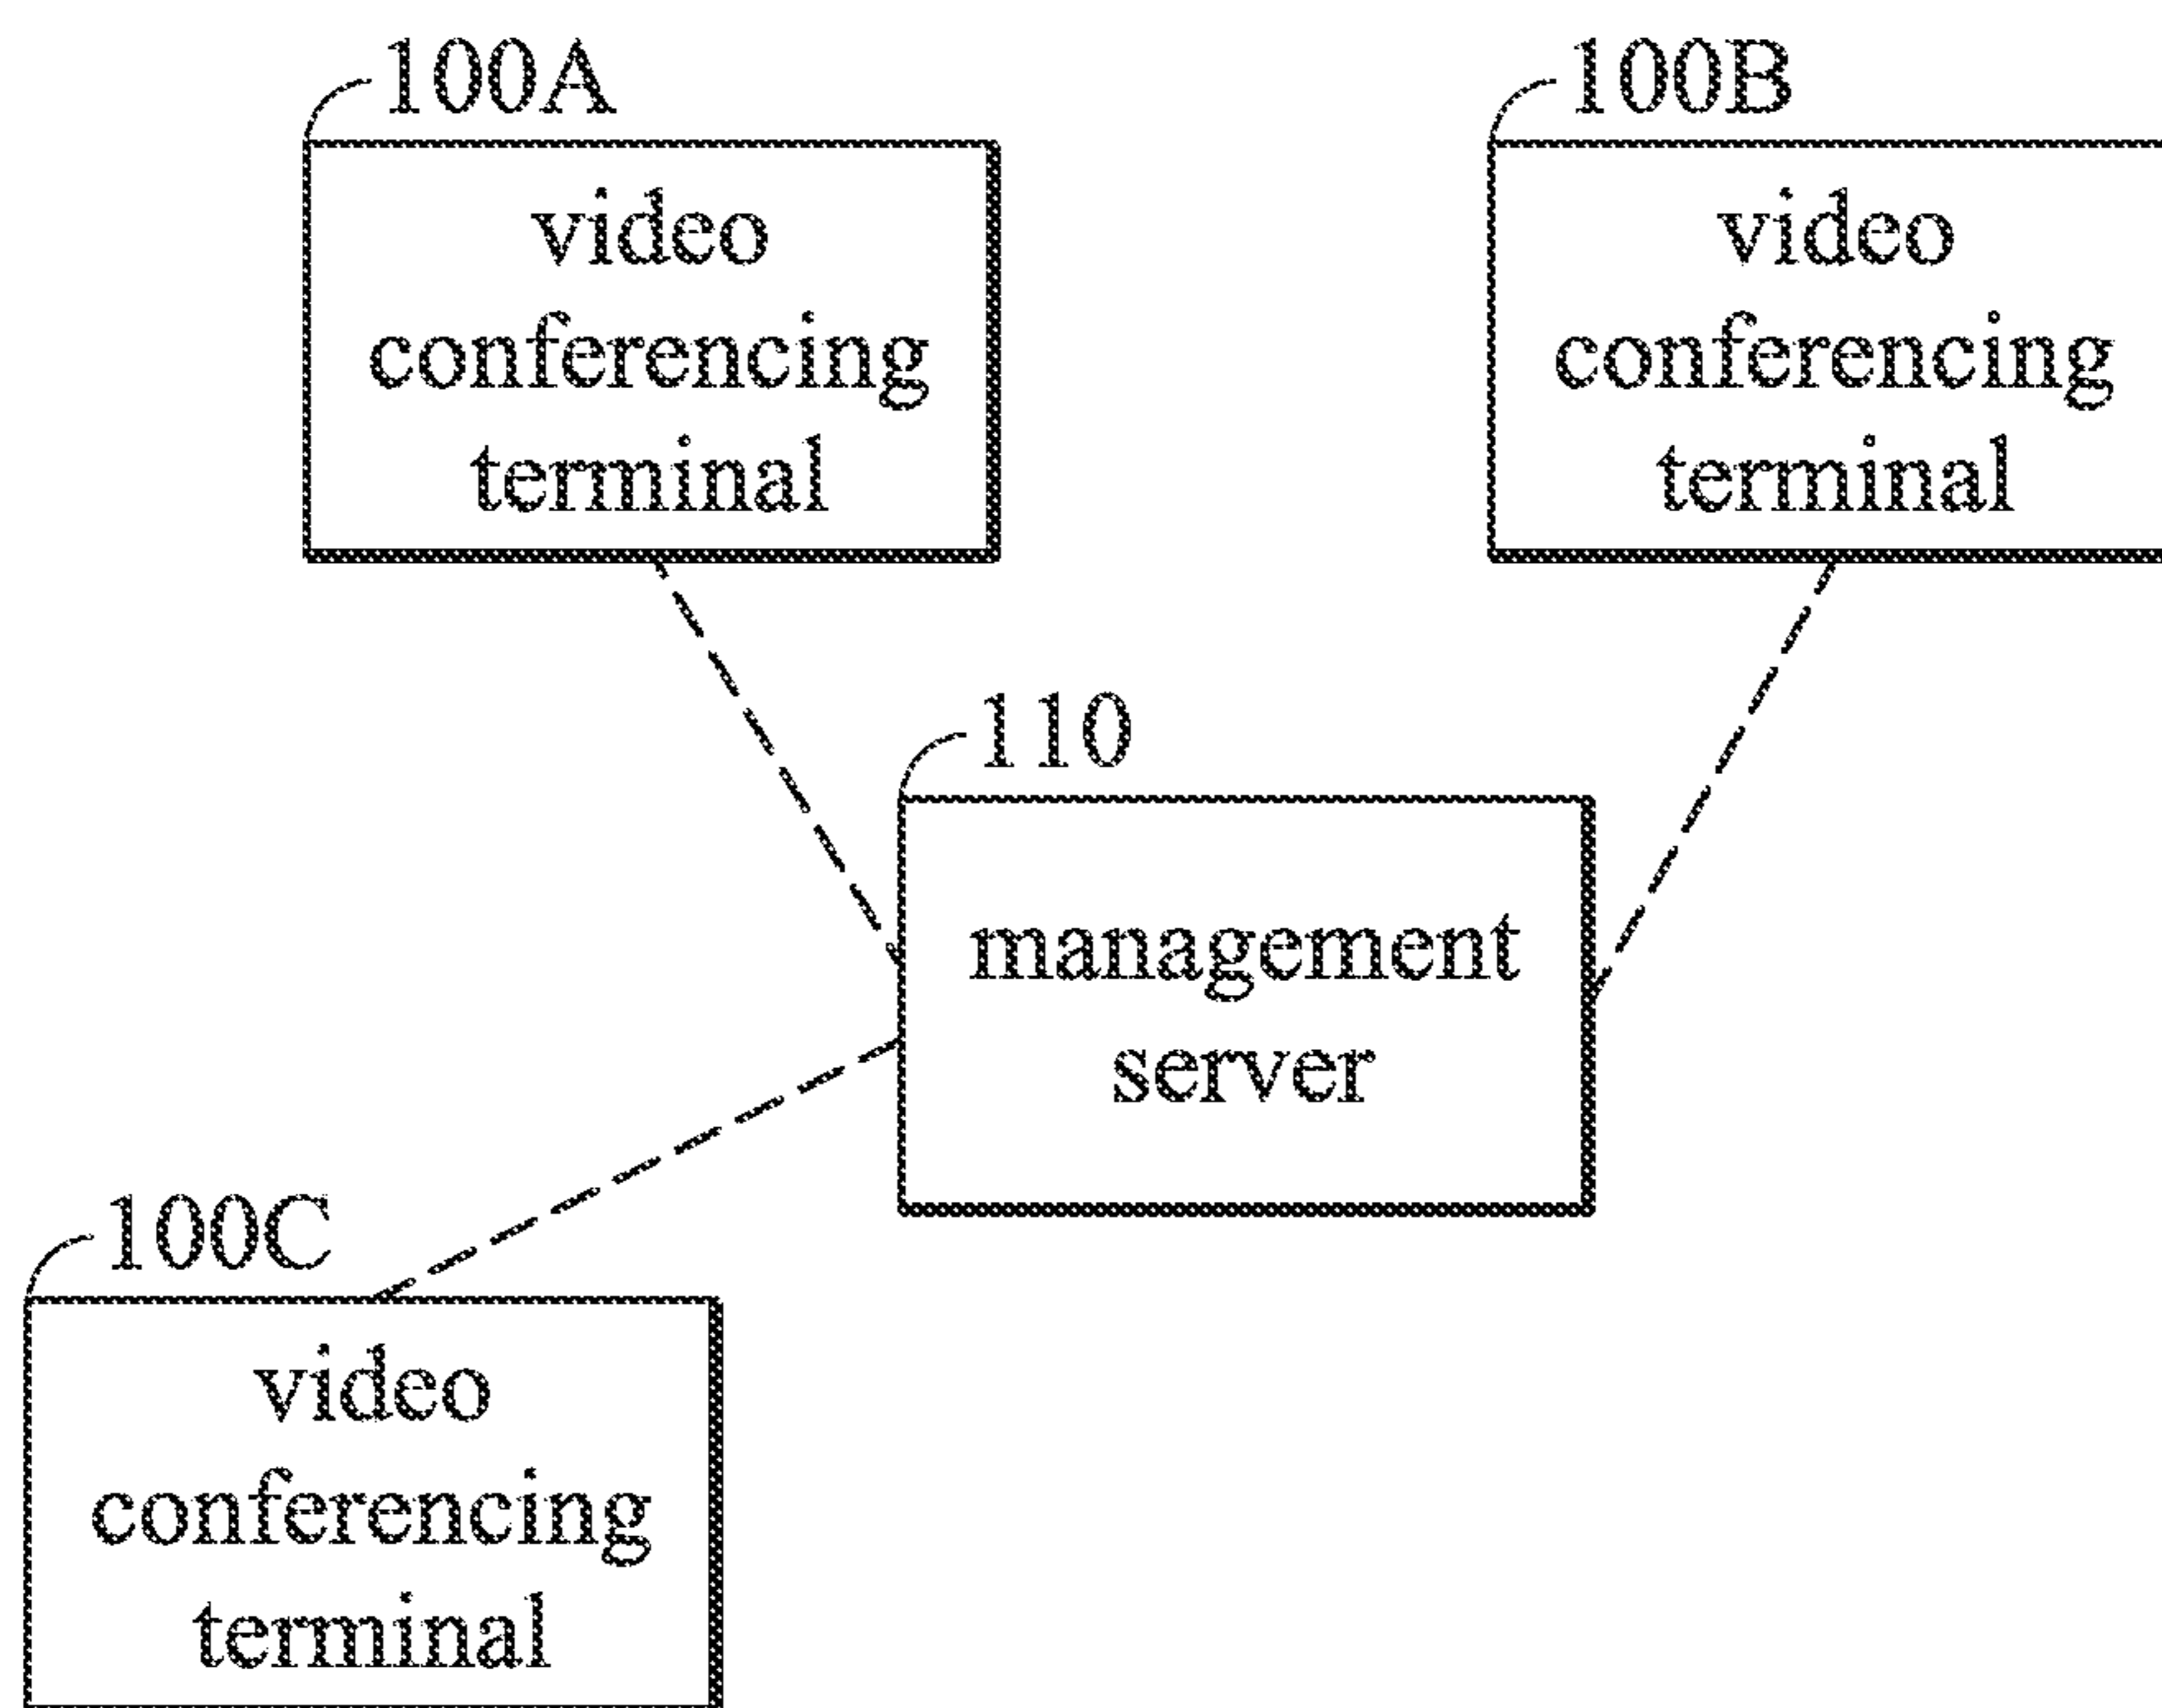 100A
video
conferencing
terminal
100B
video
conferencing
terminal
110
management
server
100C
video
conferencing
terminal